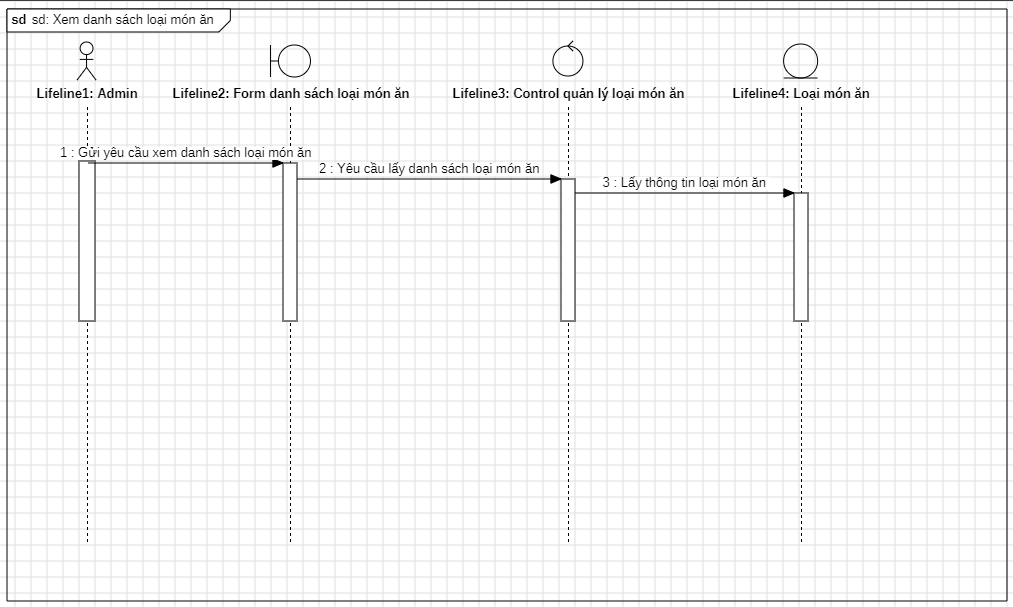 sd sd: Xem danh sách loại món ăn
Lifeline1: Admin
Lifeline2: Form danh sách loại món ăn
Lifeline3: Control quản lý loại món ăn
Lifeline4: Loại món ăn
1 : Gửi yêu cầu xem danh sách loại món ăn
2 : Yêu cầu lấy danh sách loại món ăn
3 : Lấy thông tin loại món ăn